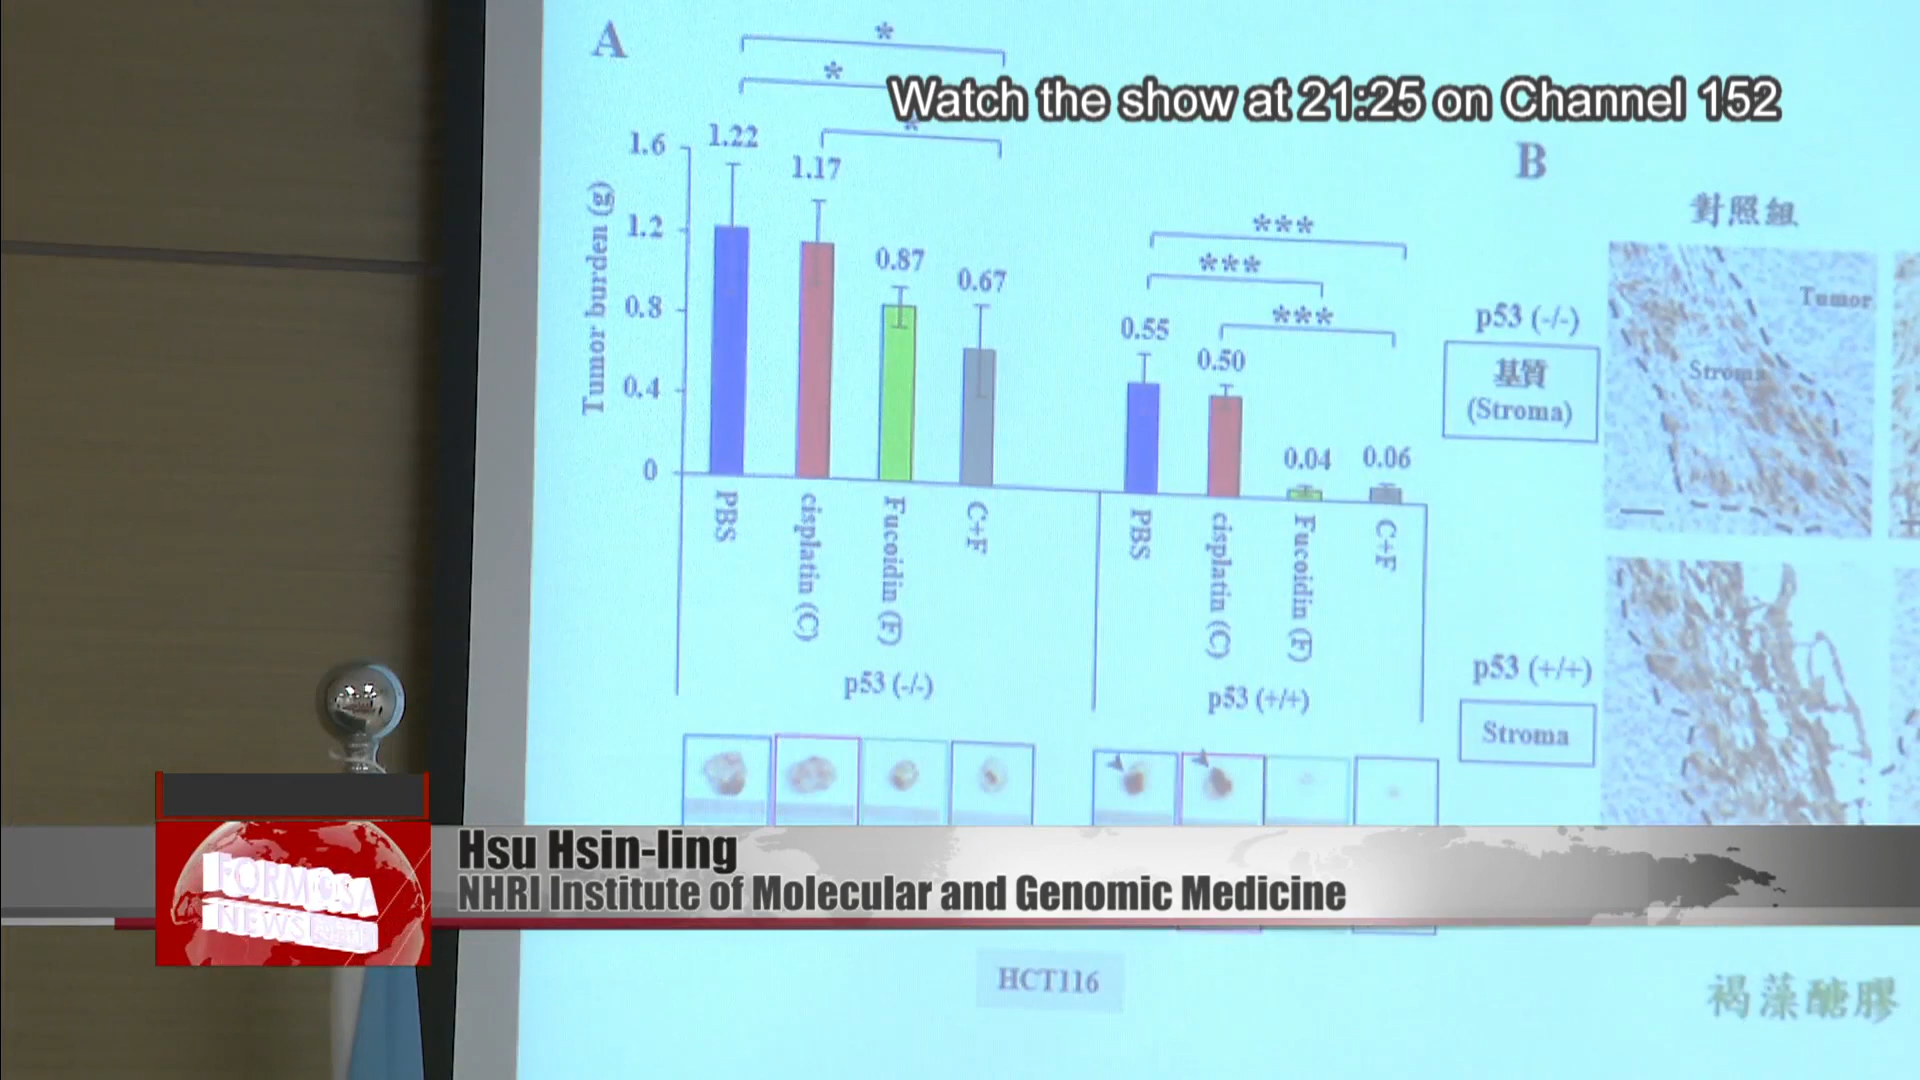 A
*
*
*
Watch the show at 21:25 on Channel 152
Tumor burden (g)
1.6
1.2
0.8
0.4
0
1.22
1.17
0.87
0.67
***
***
***
0.55
0.50
0.04
0.06
PBS
cisplatin (C)
Fucoidin (F)
C+F
PBS
cisplatin (C)
Fucoidin (F)
C+F
p53 (-/-)
p53 (+/+)
B
對照組
p53 (-/-)
基質
(Stroma)
Tumor
Stroma
p53 (+/+)
Stroma
FORMOSA
NEWS
Hsu Hsin-ling
NHRI Institute of Molecular and Genomic Medicine
HCT116
褐藻醣膠